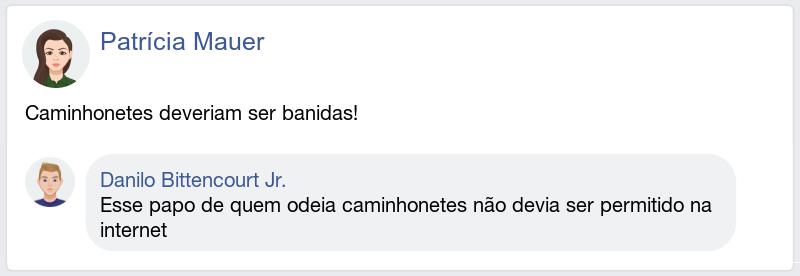 Patrícia Mauer
Caminhonetes deveriam ser banidas!
Danilo Bittencourt Jr.
Esse papo de quem odeia caminhonetes não devia ser permitido na
internet